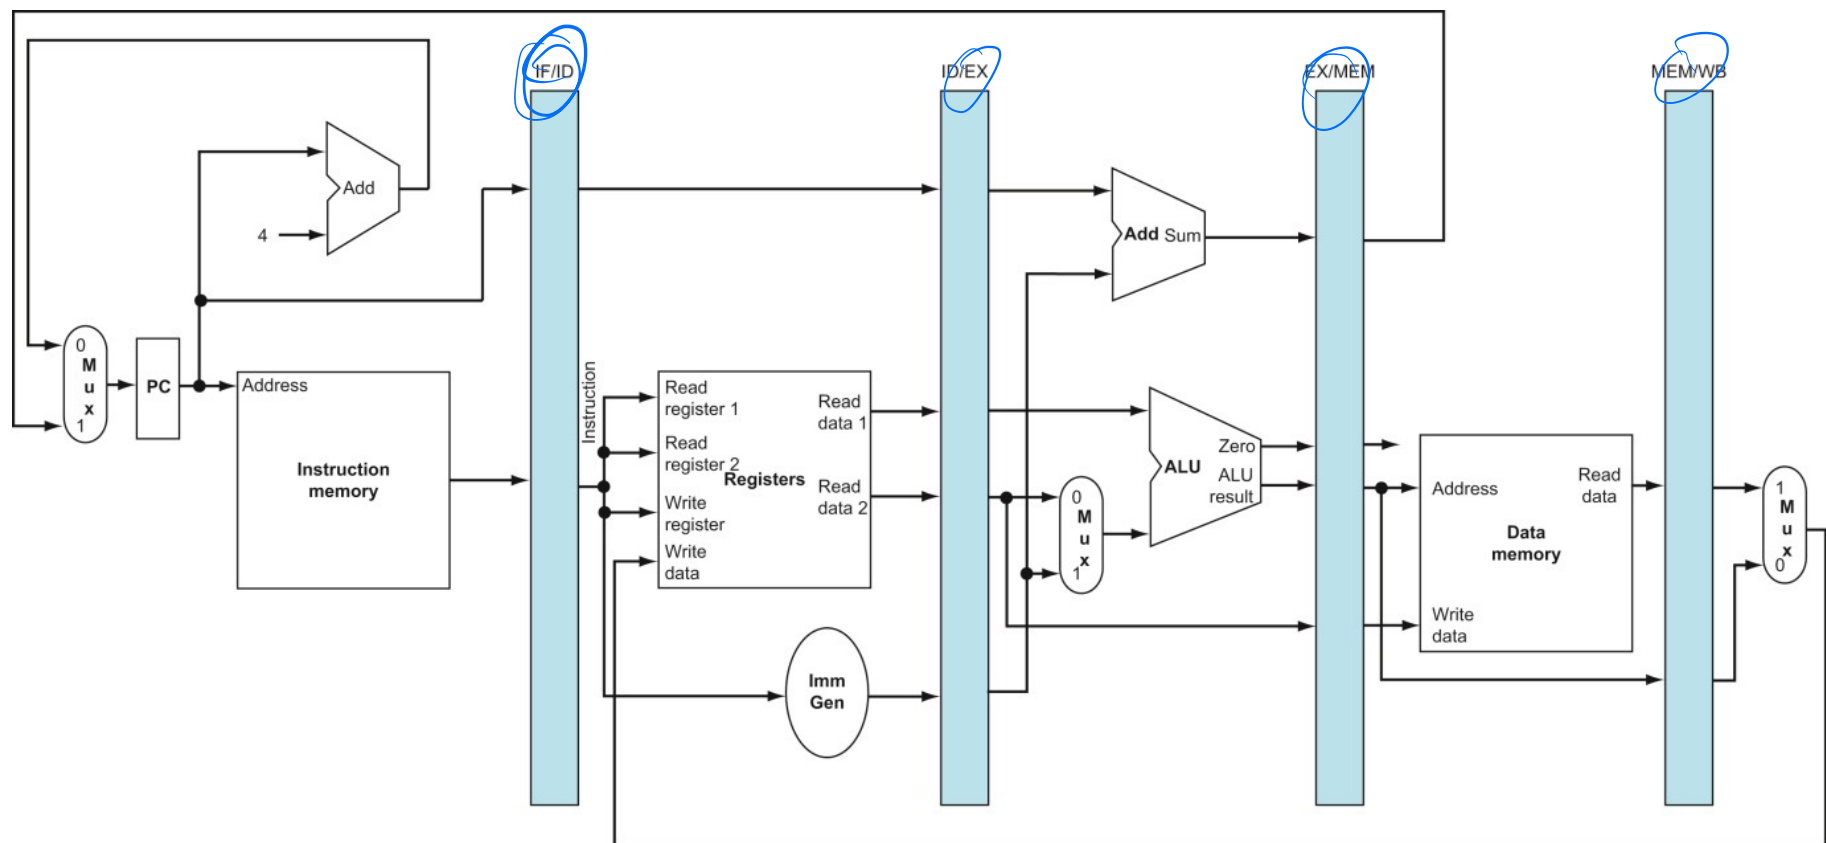 IF/ID
ID/EX
EX/MEM
MEM/WB
Add
4
Add Sum
0
M
u
x
1
PC
Address
Instruction
memory
Instruction
Read
register 1
Read
register 2
Write
register
Write
data
Registers
Read
data 1
Read
data 2
Imm
Gen
0
M
u
x
1
ALU
Zero
ALU
result
Address
Read
data
Data
memory
Write
data
1
M
u
x
0